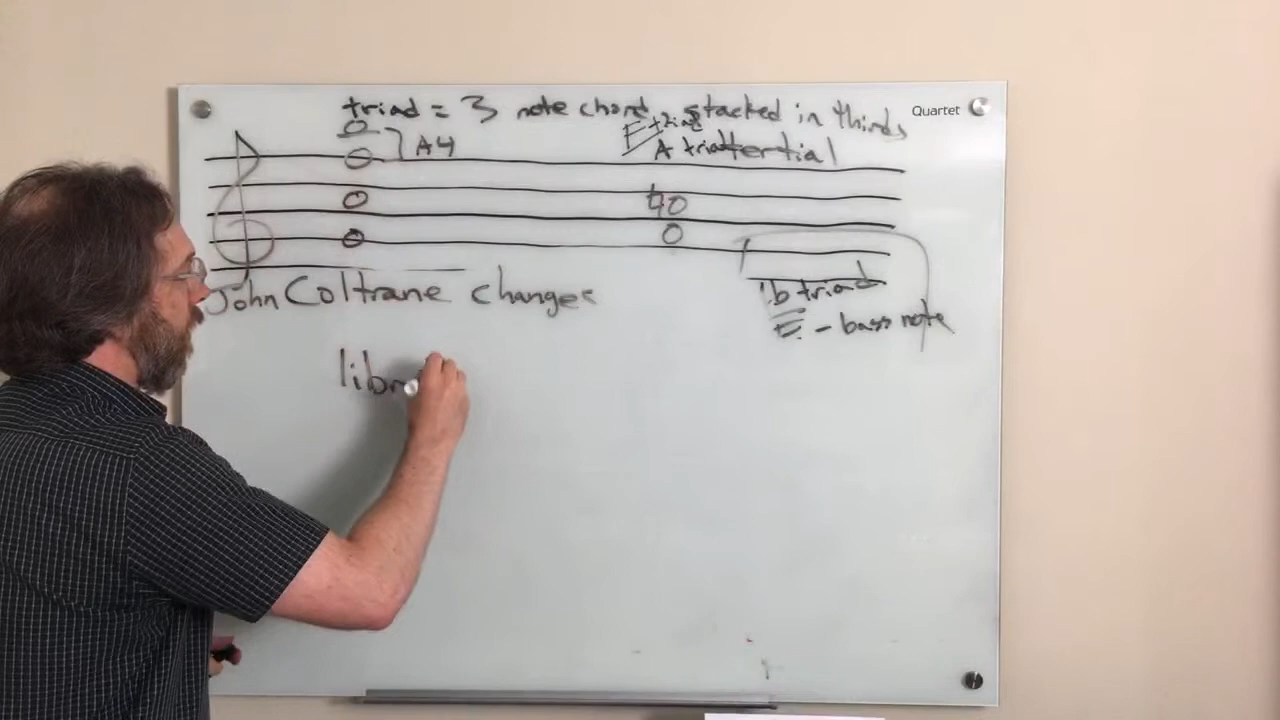 triad = 3 note chord - stacked in thirds
Quartet
A4
E triad
A triad tertial
John Coltrane changes
b triad
E - bass note
libr